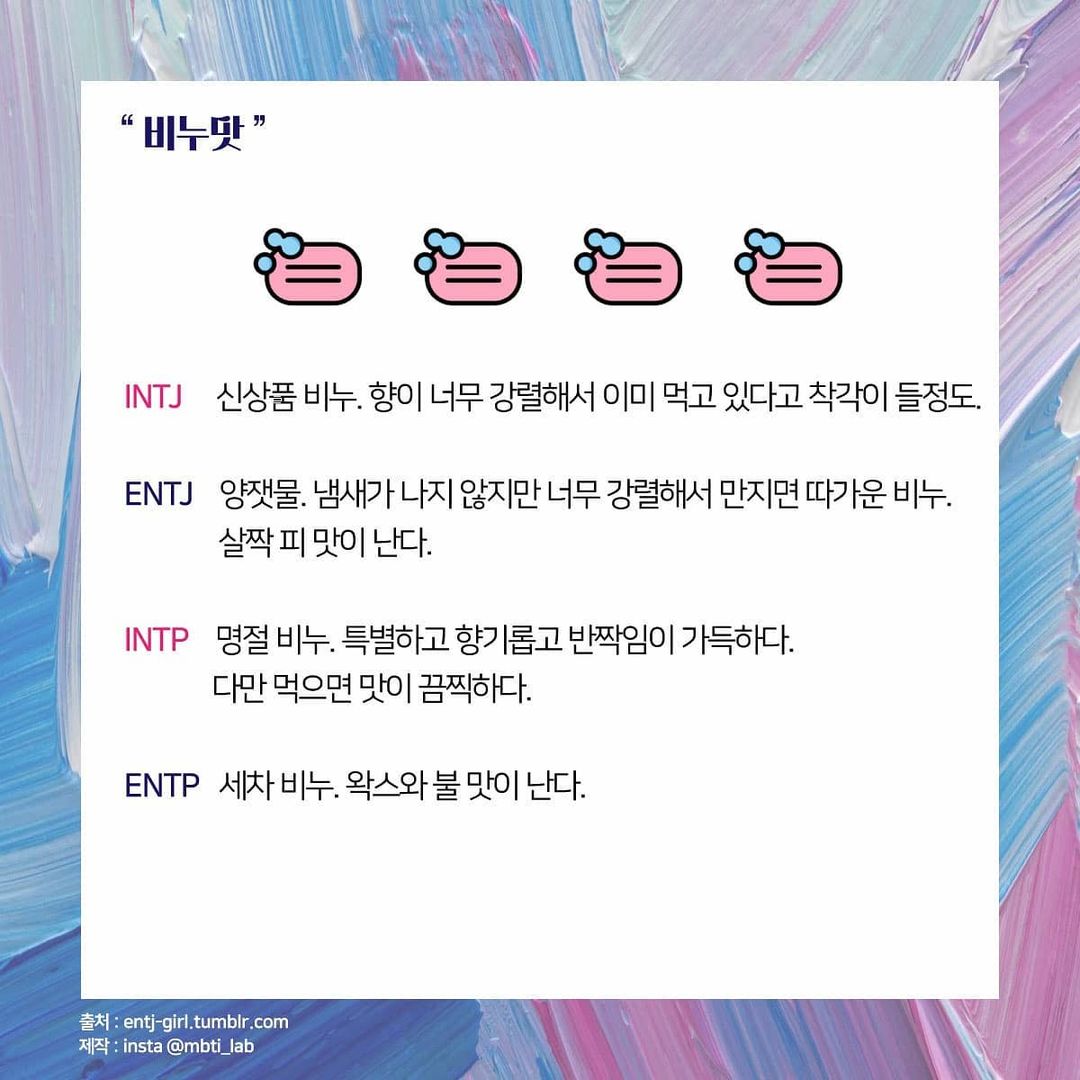 “ 비누맛 ”
INTJ 신상품 비누. 향이 너무 강렬해서 이미 먹고 있다고 착각이 들정도.
ENTJ 양잿물. 냄새가 나지 않지만 너무 강렬해서 만지면 따가운 비누.
살짝 피 맛이 난다.
INTP 명절 비누. 특별하고 향기롭고 반짝임이 가득하다.
다만 먹으면 맛이 끔찍하다.
ENTP 세차 비누. 왁스와 불 맛이 난다.
출처 : entj-girl.tumblr.com
제작 : insta @mbti_lab